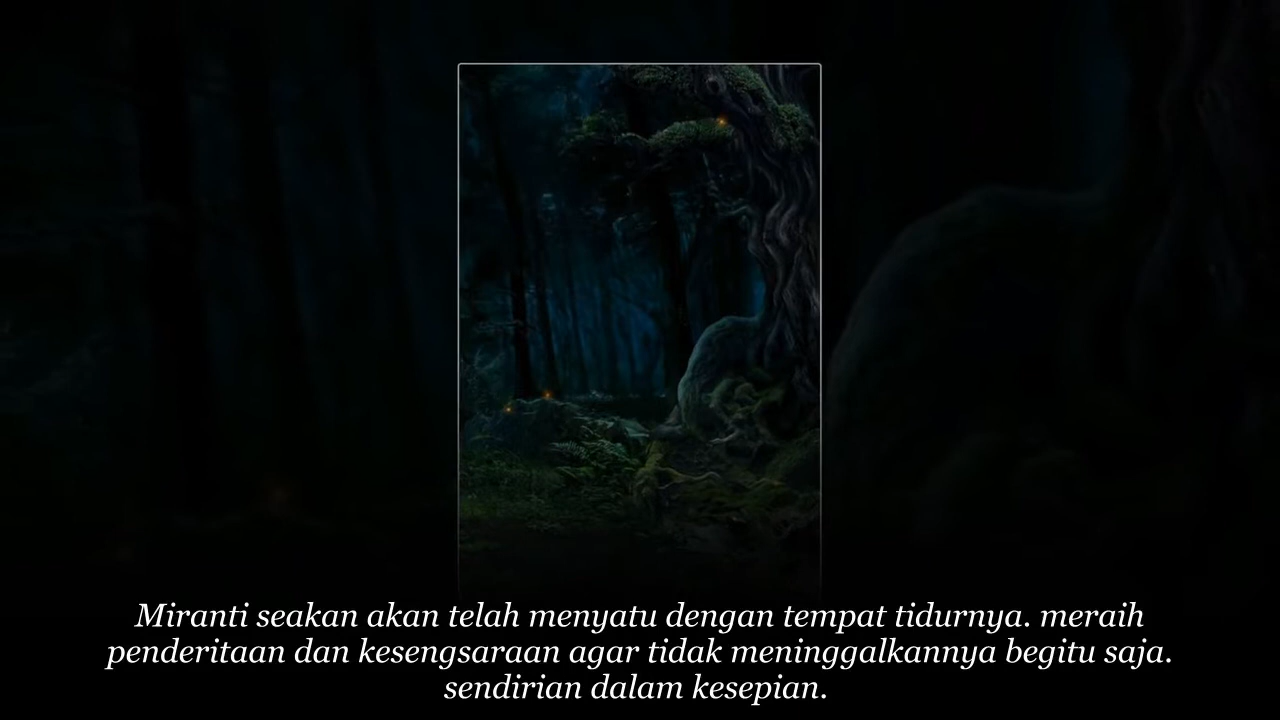 Miranti seakan akan telah menyatu dengan tempat tidurnya. meraih
penderitaan dan kesengsaraan agar tidak meninggalkannya begitu saja.
sendirian dalam kesepian.